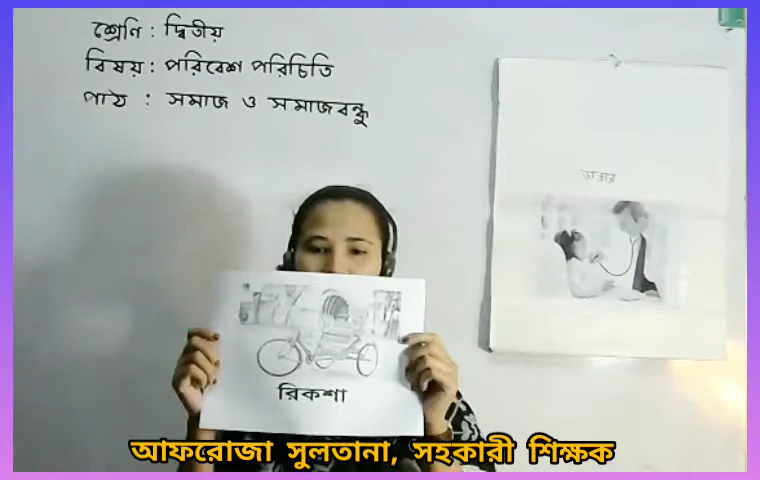 শ্রেণি : দ্বিতীয়
বিষয় : পরিবেশ পরিচিতি
পাঠ : সমাজ ও সমাজবন্ধু
ডাক্তার
রিকশা
আফরোজা সুলতানা, সহকারী শিক্ষক